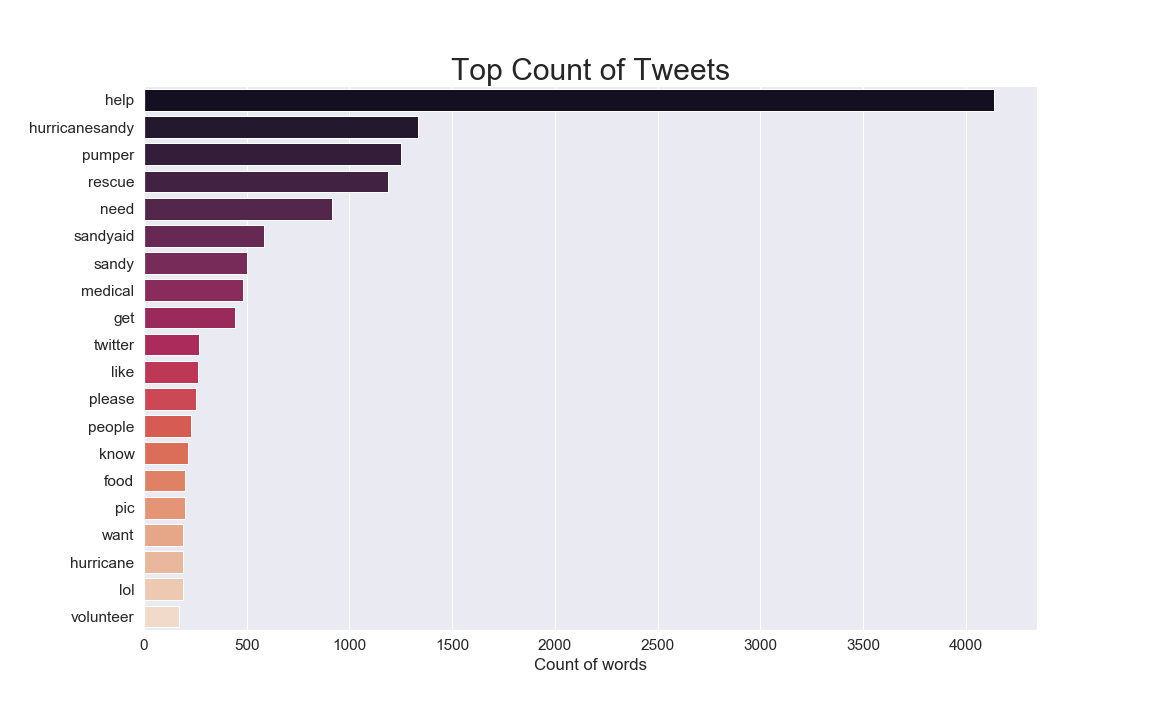 Top Count of Tweets
help
hurricanesandy
pumper
rescue
need
sandyaid
sandy
medical
get
twitter
like
please
people
know
food
pic
want
hurricane
lol
volunteer
0 500 1000 1500 2000 2500 3000 3500 4000
Count of words